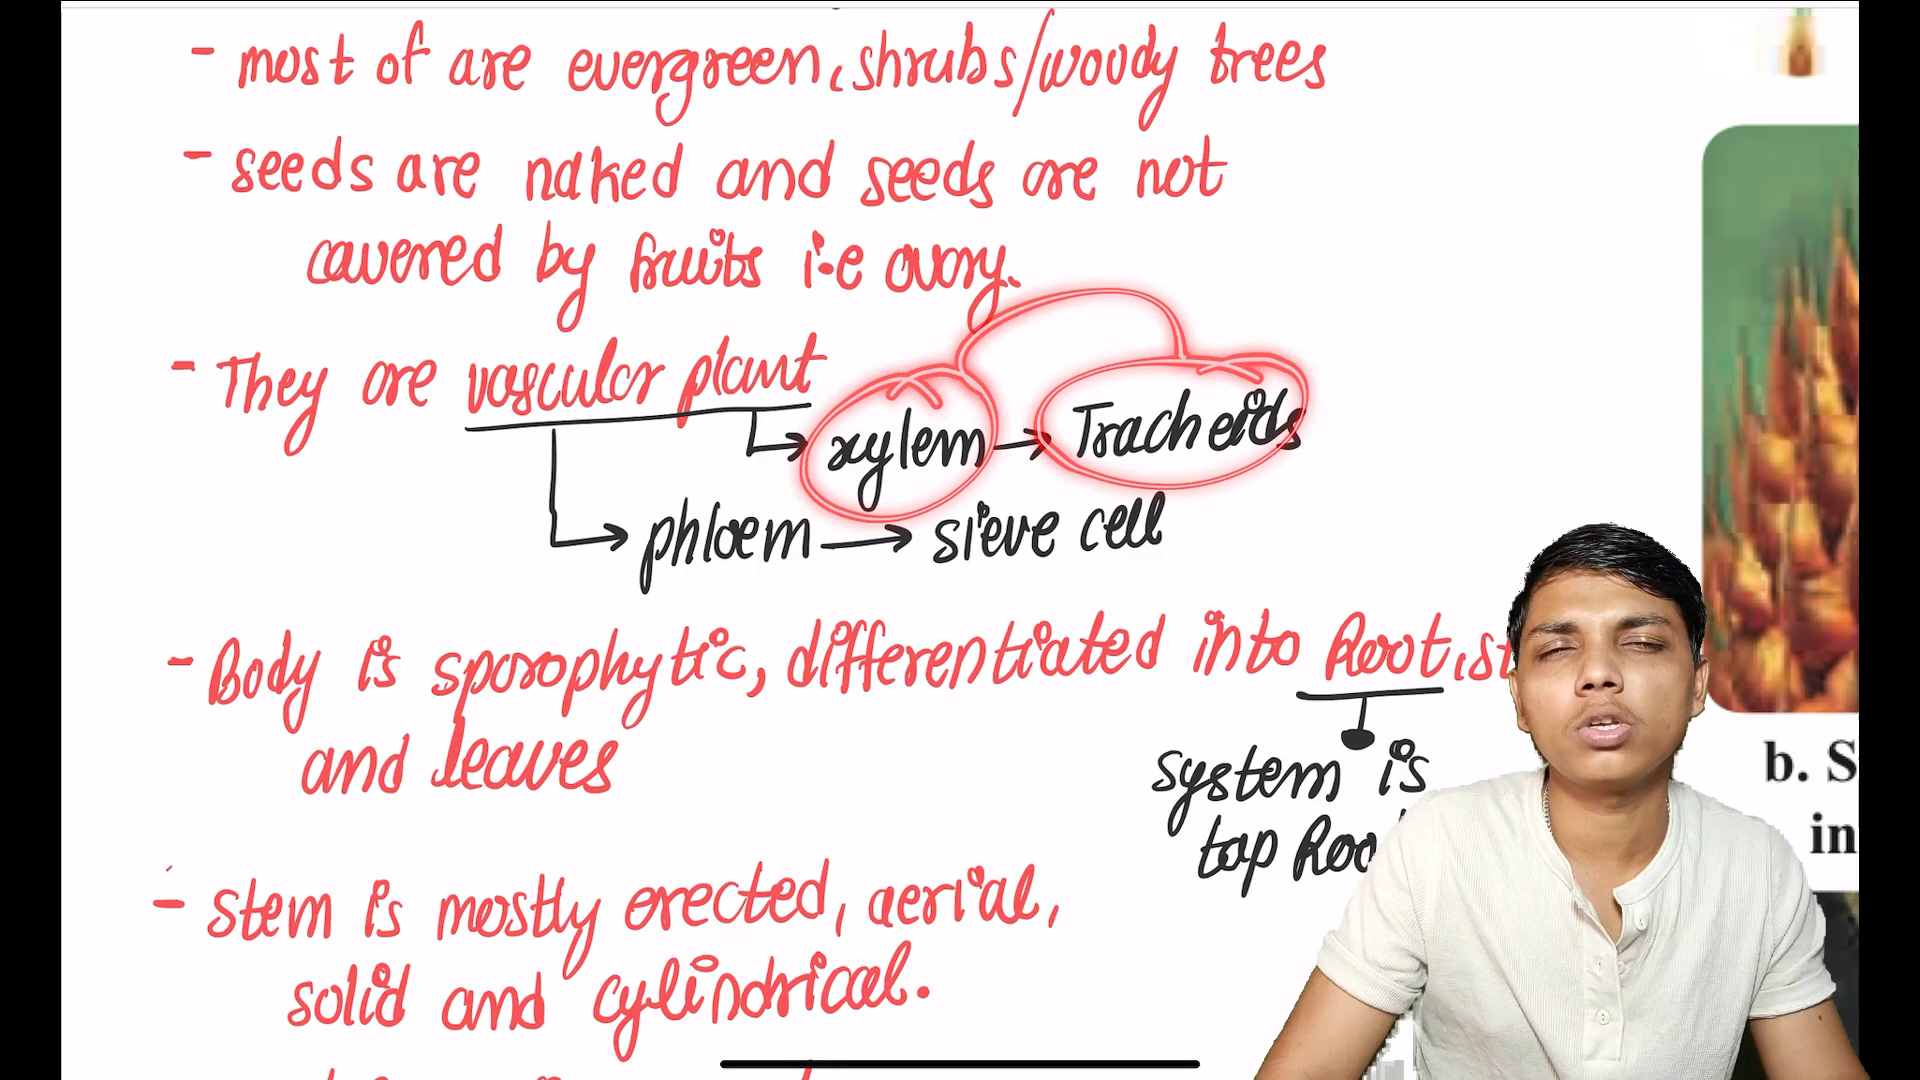 - most of are evergreen, shrubs/woody trees
- seeds are naked and seeds are not
covered by fruits i.e ovary.
- They are vascular plant
xylem → Tracheids
phloem → sieve cell
- Body is sporophytic, differentiated into Root, st
and leaves
system is
tap Roo
- stem is mostly erected, aerial,
solid and cylindrical.
b. S
in